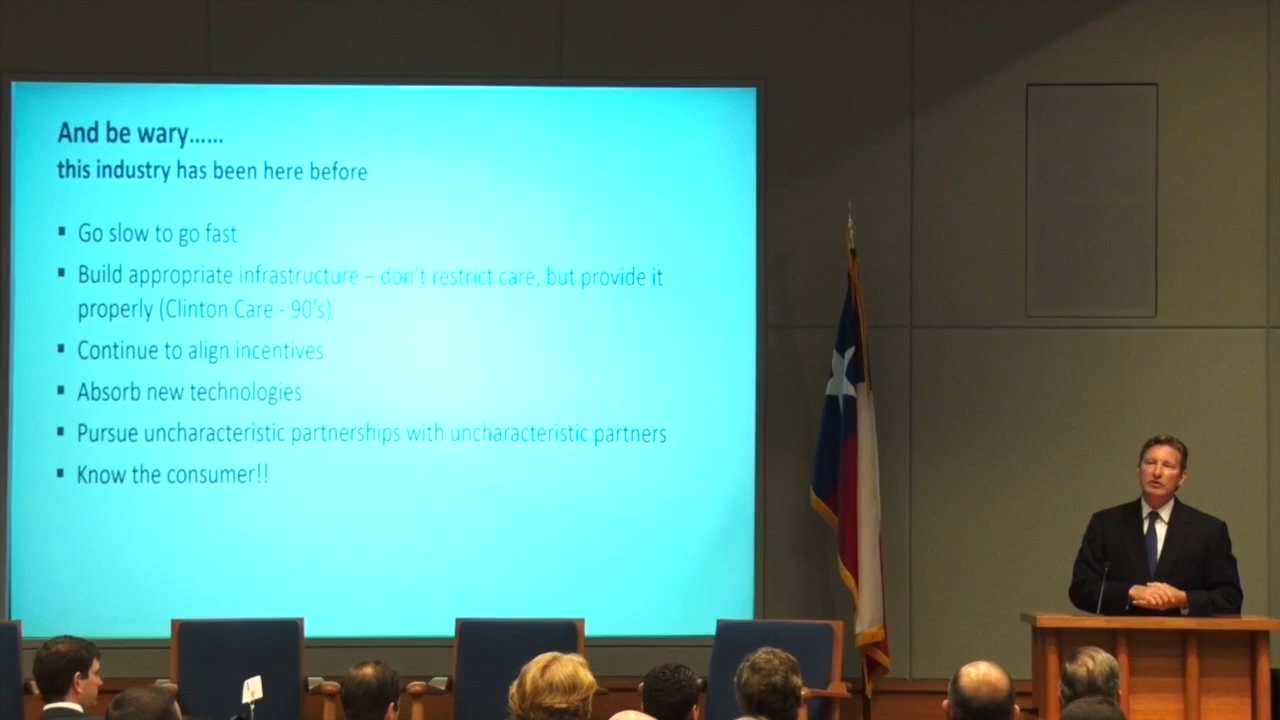 And be wary......
this industry has been here before
▪ Go slow to go fast
▪ Build appropriate infrastructure – don't restrict care, but provide it
properly (Clinton Care - 90's)
▪ Continue to align incentives
▪ Absorb new technologies
▪ Pursue uncharacteristic partnerships with uncharacteristic partners
▪ Know the consumer!!